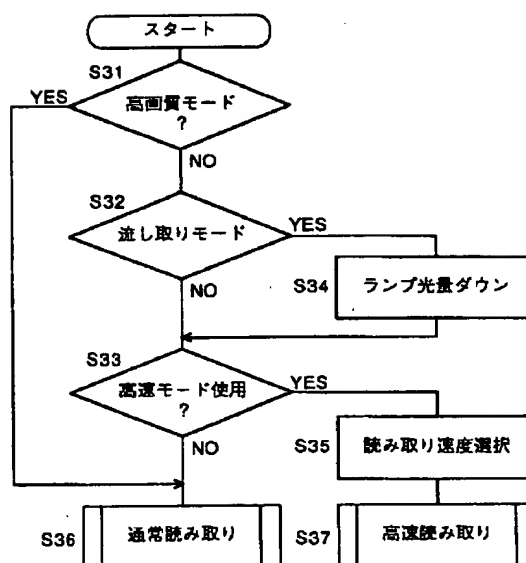 スタート
S31
YES
高画質モード
?
NO
S32
YES
流し取りモード
S34
ランプ光量ダウン
NO
S33
YES
高速モード使用
?
S35
読み取り速度選択
NO
S36
通常読み取り
S37
高速読み取り